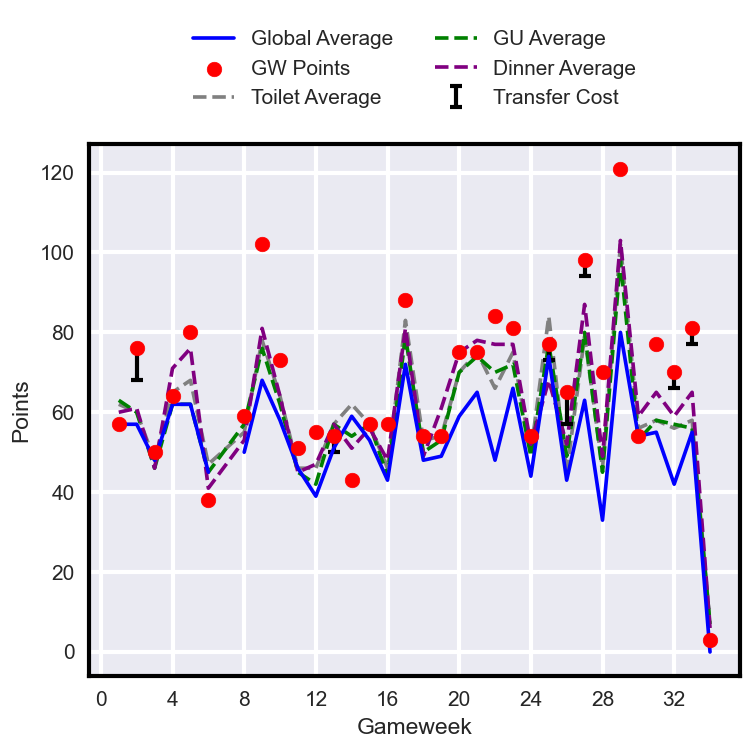 Global Average
GW Points
Toilet Average
GU Average
Dinner Average
Transfer Cost
120
100
80
60
40
20
0
Points
0 4 8 12 16 20 24 28 32
Gameweek